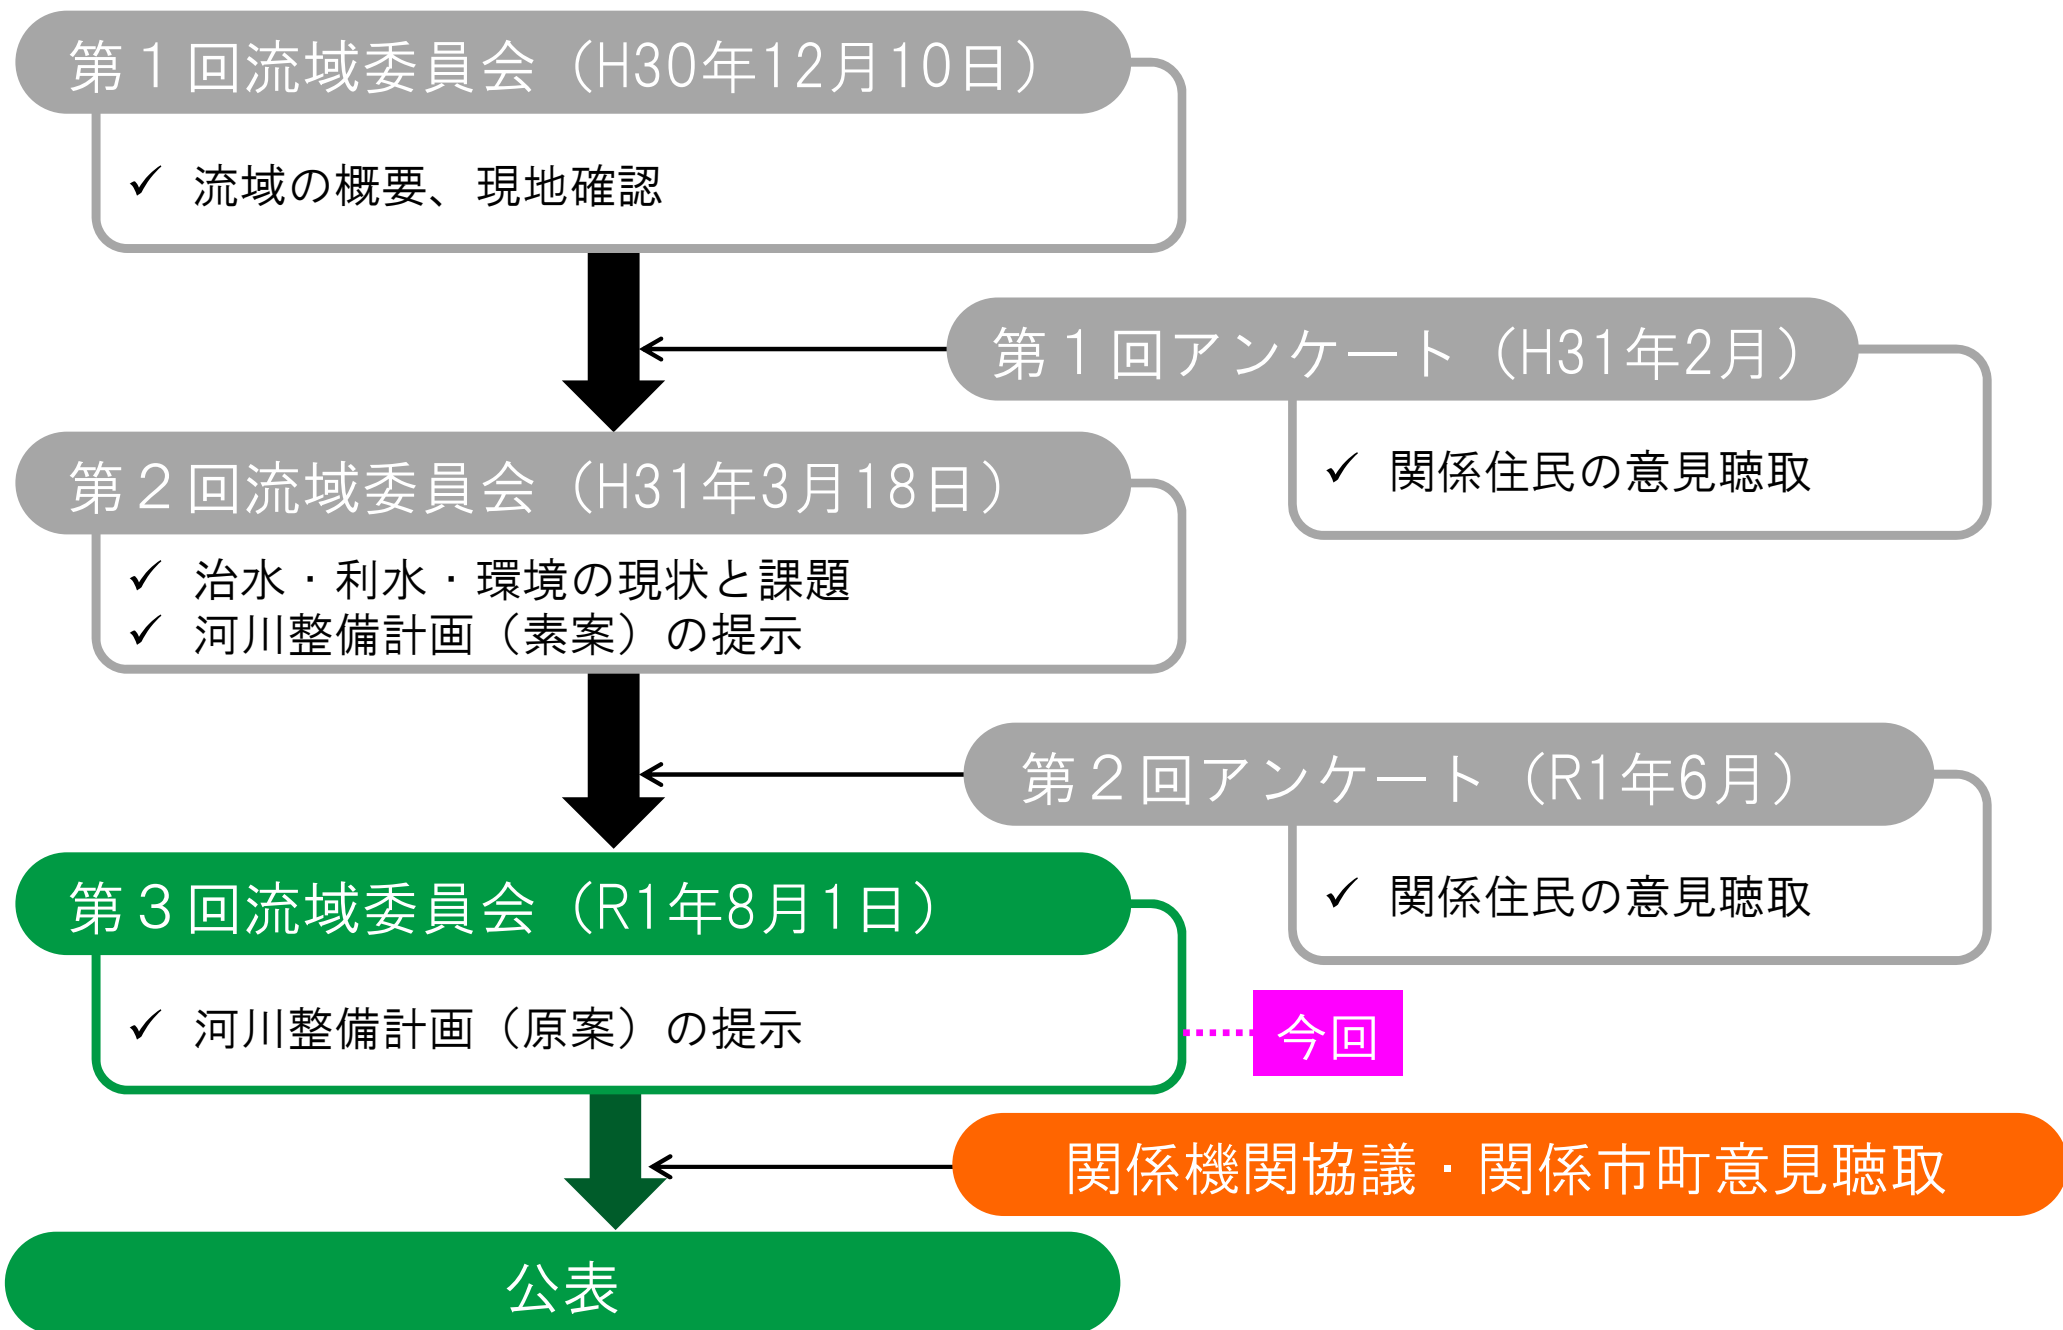 第１回流域委員会（H30年12月10日）
✓ 流域の概要、現地確認
第１回アンケート（H31年2月）
✓ 関係住民の意見聴取
第２回流域委員会（H31年3月18日）
✓ 治水・利水・環境の現状と課題
✓ 河川整備計画（素案）の提示
第２回アンケート（R1年6月）
✓ 関係住民の意見聴取
第３回流域委員会（R1年8月1日）
✓ 河川整備計画（原案）の提示
今回
関係機関協議・関係市町意見聴取
公表